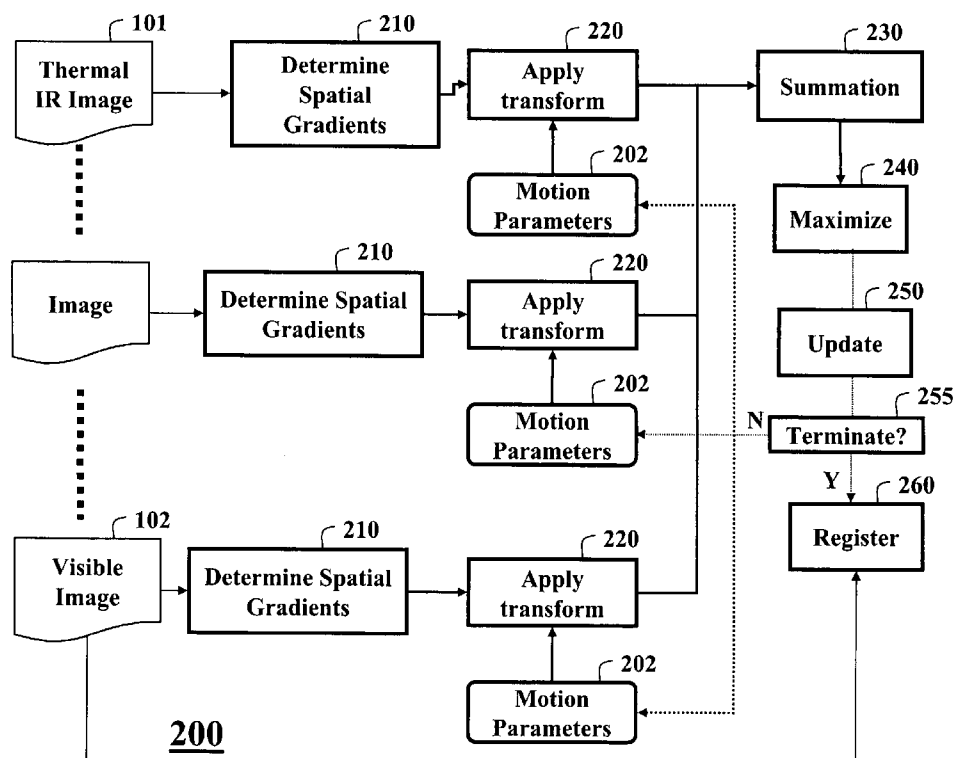 101
Thermal
IR Image
210
Determine
Spatial
Gradients
220
Apply
transform
202
Motion
Parameters
230
Summation
240
Maximize
Image
210
Determine Spatial
Gradients
220
Apply
transform
202
Motion
Parameters
250
Update
255
N
Terminate?
Y
260
Register
102
Visible
Image
210
Determine Spatial
Gradients
220
Apply
transform
202
Motion
Parameters
200